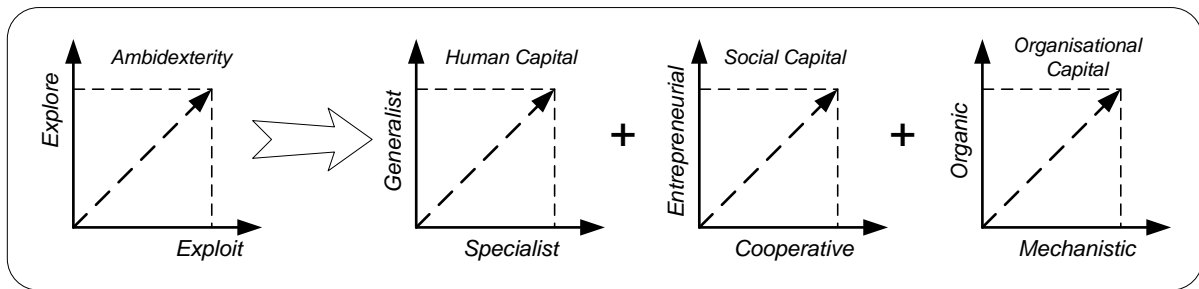 Ambidexterity
Explore
Exploit
Human Capital
Generalist
Specialist
+
Social Capital
Entrepreneurial
Cooperative
+
Organisational
Capital
Organic
Mechanistic